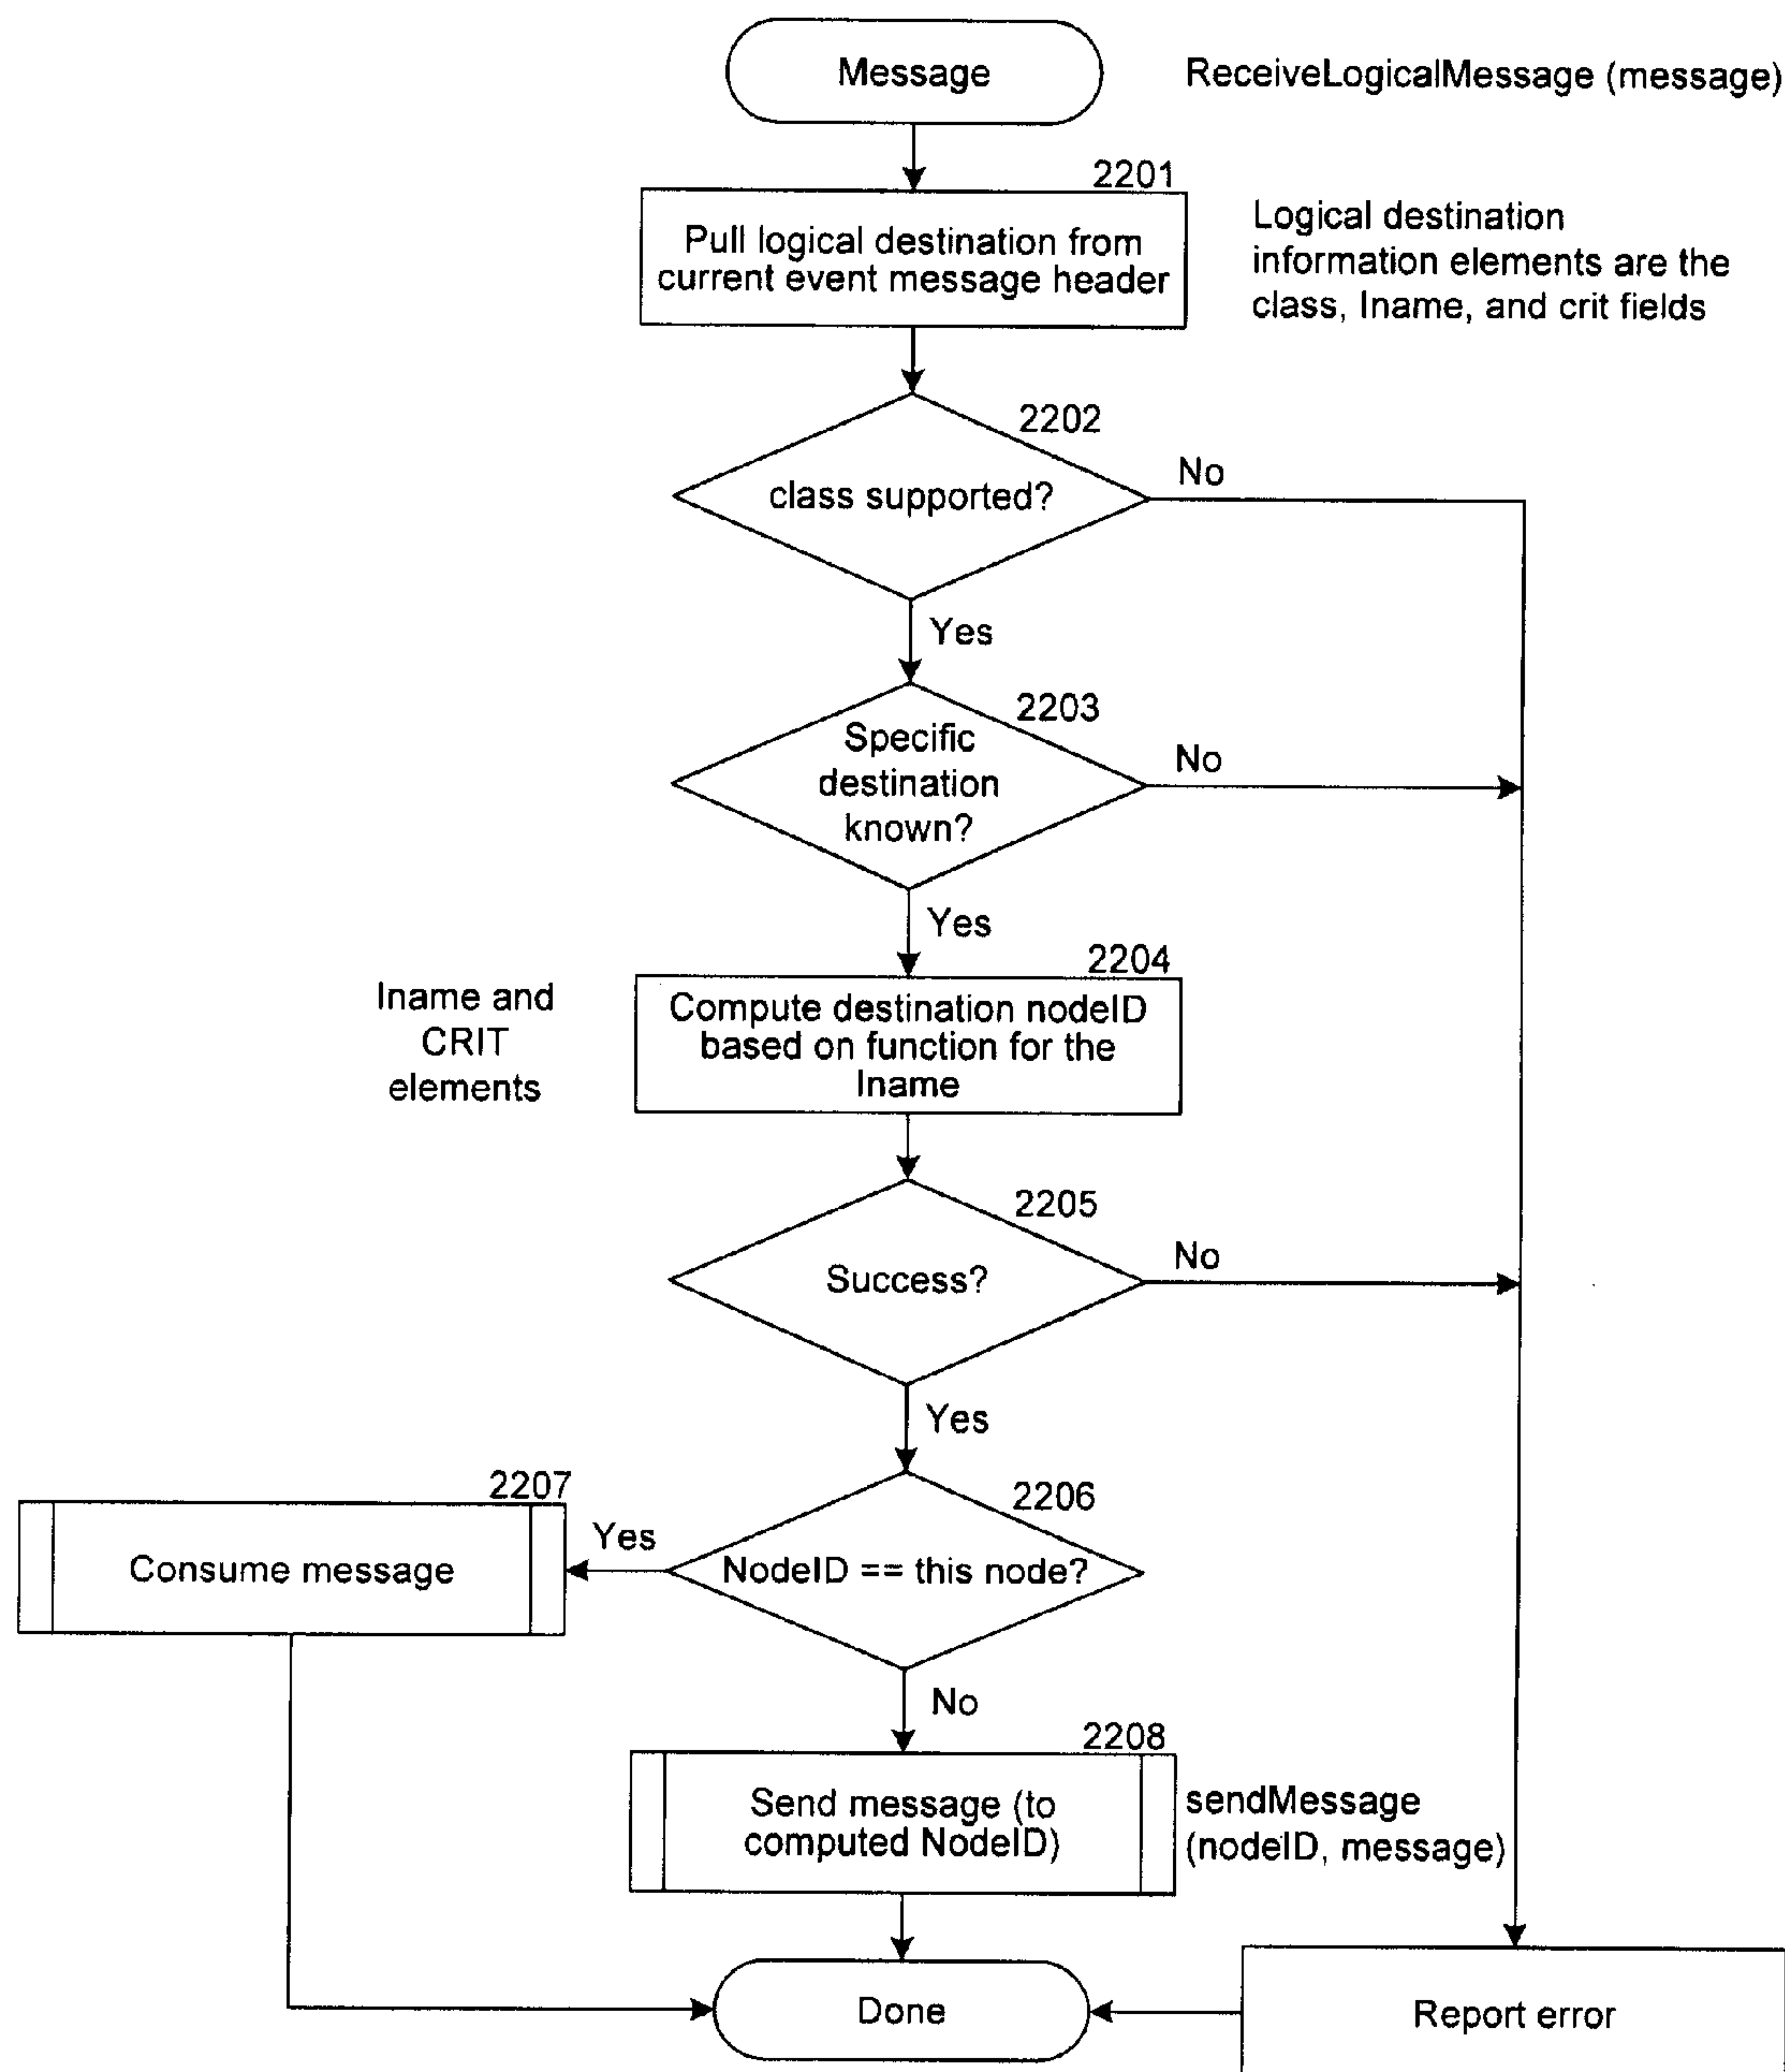 Message
ReceiveLogicalMessage (message)
2201
Pull logical destination from
current event message header
Logical destination
information elements are the
class, lname, and crit fields
2202
class supported?
No
Yes
2203
Specific
destination
known?
No
Yes
2204
lname and
CRIT
elements
Compute destination nodeID
based on function for the
lname
2205
Success?
No
Yes
2206
NodeID == this node?
Yes
2207
Consume message
No
2208
Send message (to
computed NodeID)
sendMessage
(nodeID, message)
Done
Report error